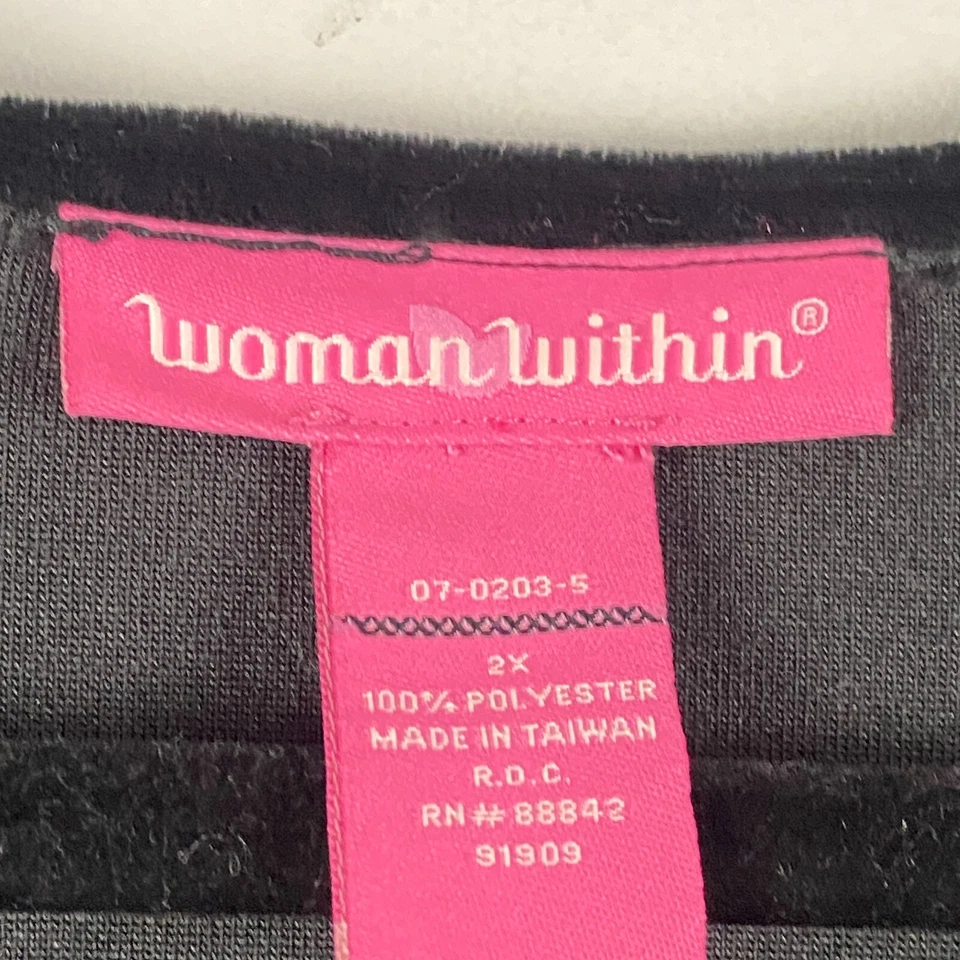 Woman Within®
07-0203-5
2X
100% POLYESTER
MADE IN TAIWAN
R.O.C.
RN# 88842
91909